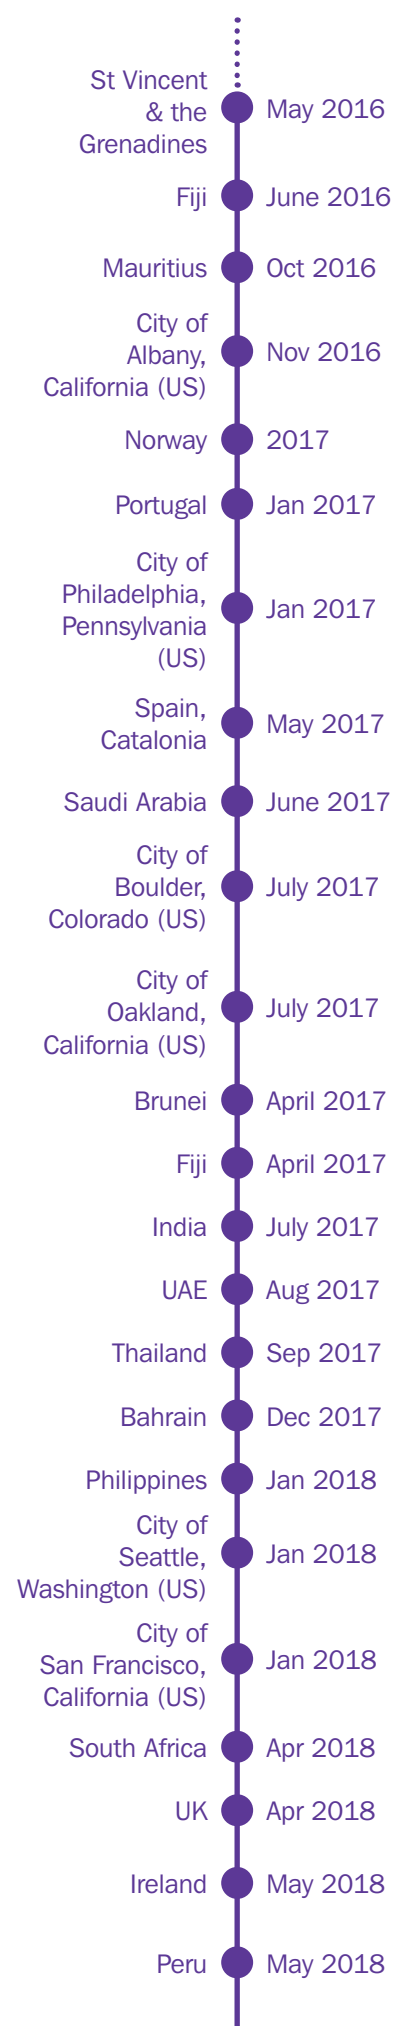 St Vincent
& the
Grenadines
May 2016
Fiji
June 2016
Mauritius
Oct 2016
City of
Albany,
California (US)
Nov 2016
Norway
2017
Portugal
Jan 2017
City of
Philadelphia,
Pennsylvania
(US)
Jan 2017
Spain,
Catalonia
May 2017
Saudi Arabia
June 2017
City of
Boulder,
Colorado (US)
July 2017
City of
Oakland,
California (US)
July 2017
Brunei
April 2017
Fiji
April 2017
India
July 2017
UAE
Aug 2017
Thailand
Sep 2017
Bahrain
Dec 2017
Philippines
Jan 2018
City of
Seattle,
Washington (US)
Jan 2018
City of
San Francisco,
California (US)
Jan 2018
South Africa
Apr 2018
UK
Apr 2018
Ireland
May 2018
Peru
May 2018